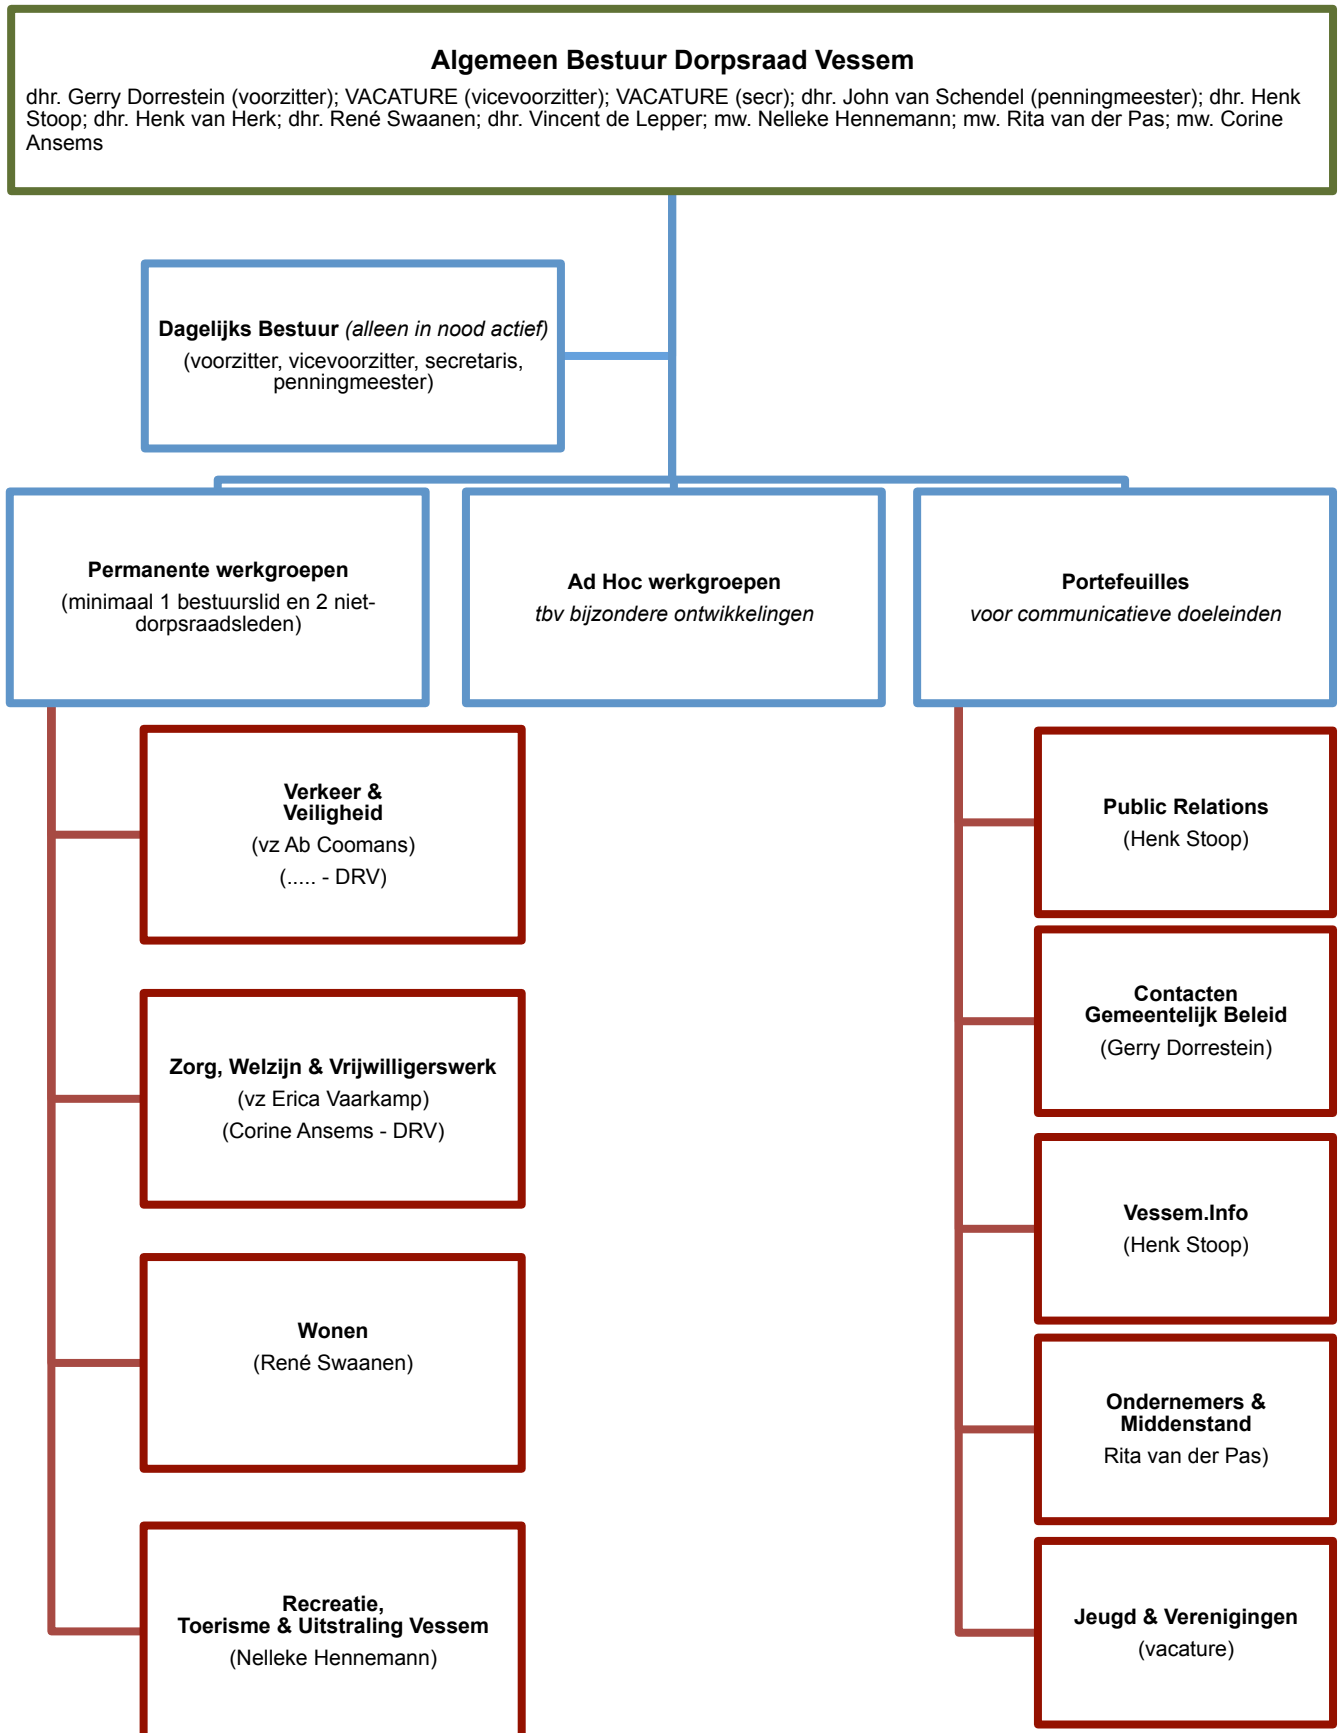 Algemeen Bestuur Dorpsraad Vessem
dhr. Gerry Dorrestein (voorzitter); VACATURE (vicevoorzitter); VACATURE (secr); dhr. John van Schendel (penningmeester); dhr. Henk
Stoop; dhr. Henk van Herk; dhr. René Swaanen; dhr. Vincent de Lepper; mw. Nelleke Hennemann; mw. Rita van der Pas; mw. Corine
Ansems
Dagelijks Bestuur (alleen in nood actief)
(voorzitter, vicevoorzitter, secretaris,
penningmeester)
Permanente werkgroepen
(minimaal 1 bestuurslid en 2 niet-
dorpsraadsleden)
Ad Hoc werkgroepen
tbv bijzondere ontwikkelingen
Portefeuilles
voor communicatieve doeleinden
Verkeer &
Veiligheid
(vz Ab Coomans)
(..... - DRV)
Zorg, Welzijn & Vrijwilligerswerk
(vz Erica Vaarkamp)
(Corine Ansems - DRV)
Wonen
(René Swaanen)
Recreatie,
Toerisme & Uitstraling Vessem
(Nelleke Hennemann)
Public Relations
(Henk Stoop)
Contacten
Gemeentelijk Beleid
(Gerry Dorrestein)
Vessem.Info
(Henk Stoop)
Ondernemers &
Middenstand
Rita van der Pas)
Jeugd & Verenigingen
(vacature)